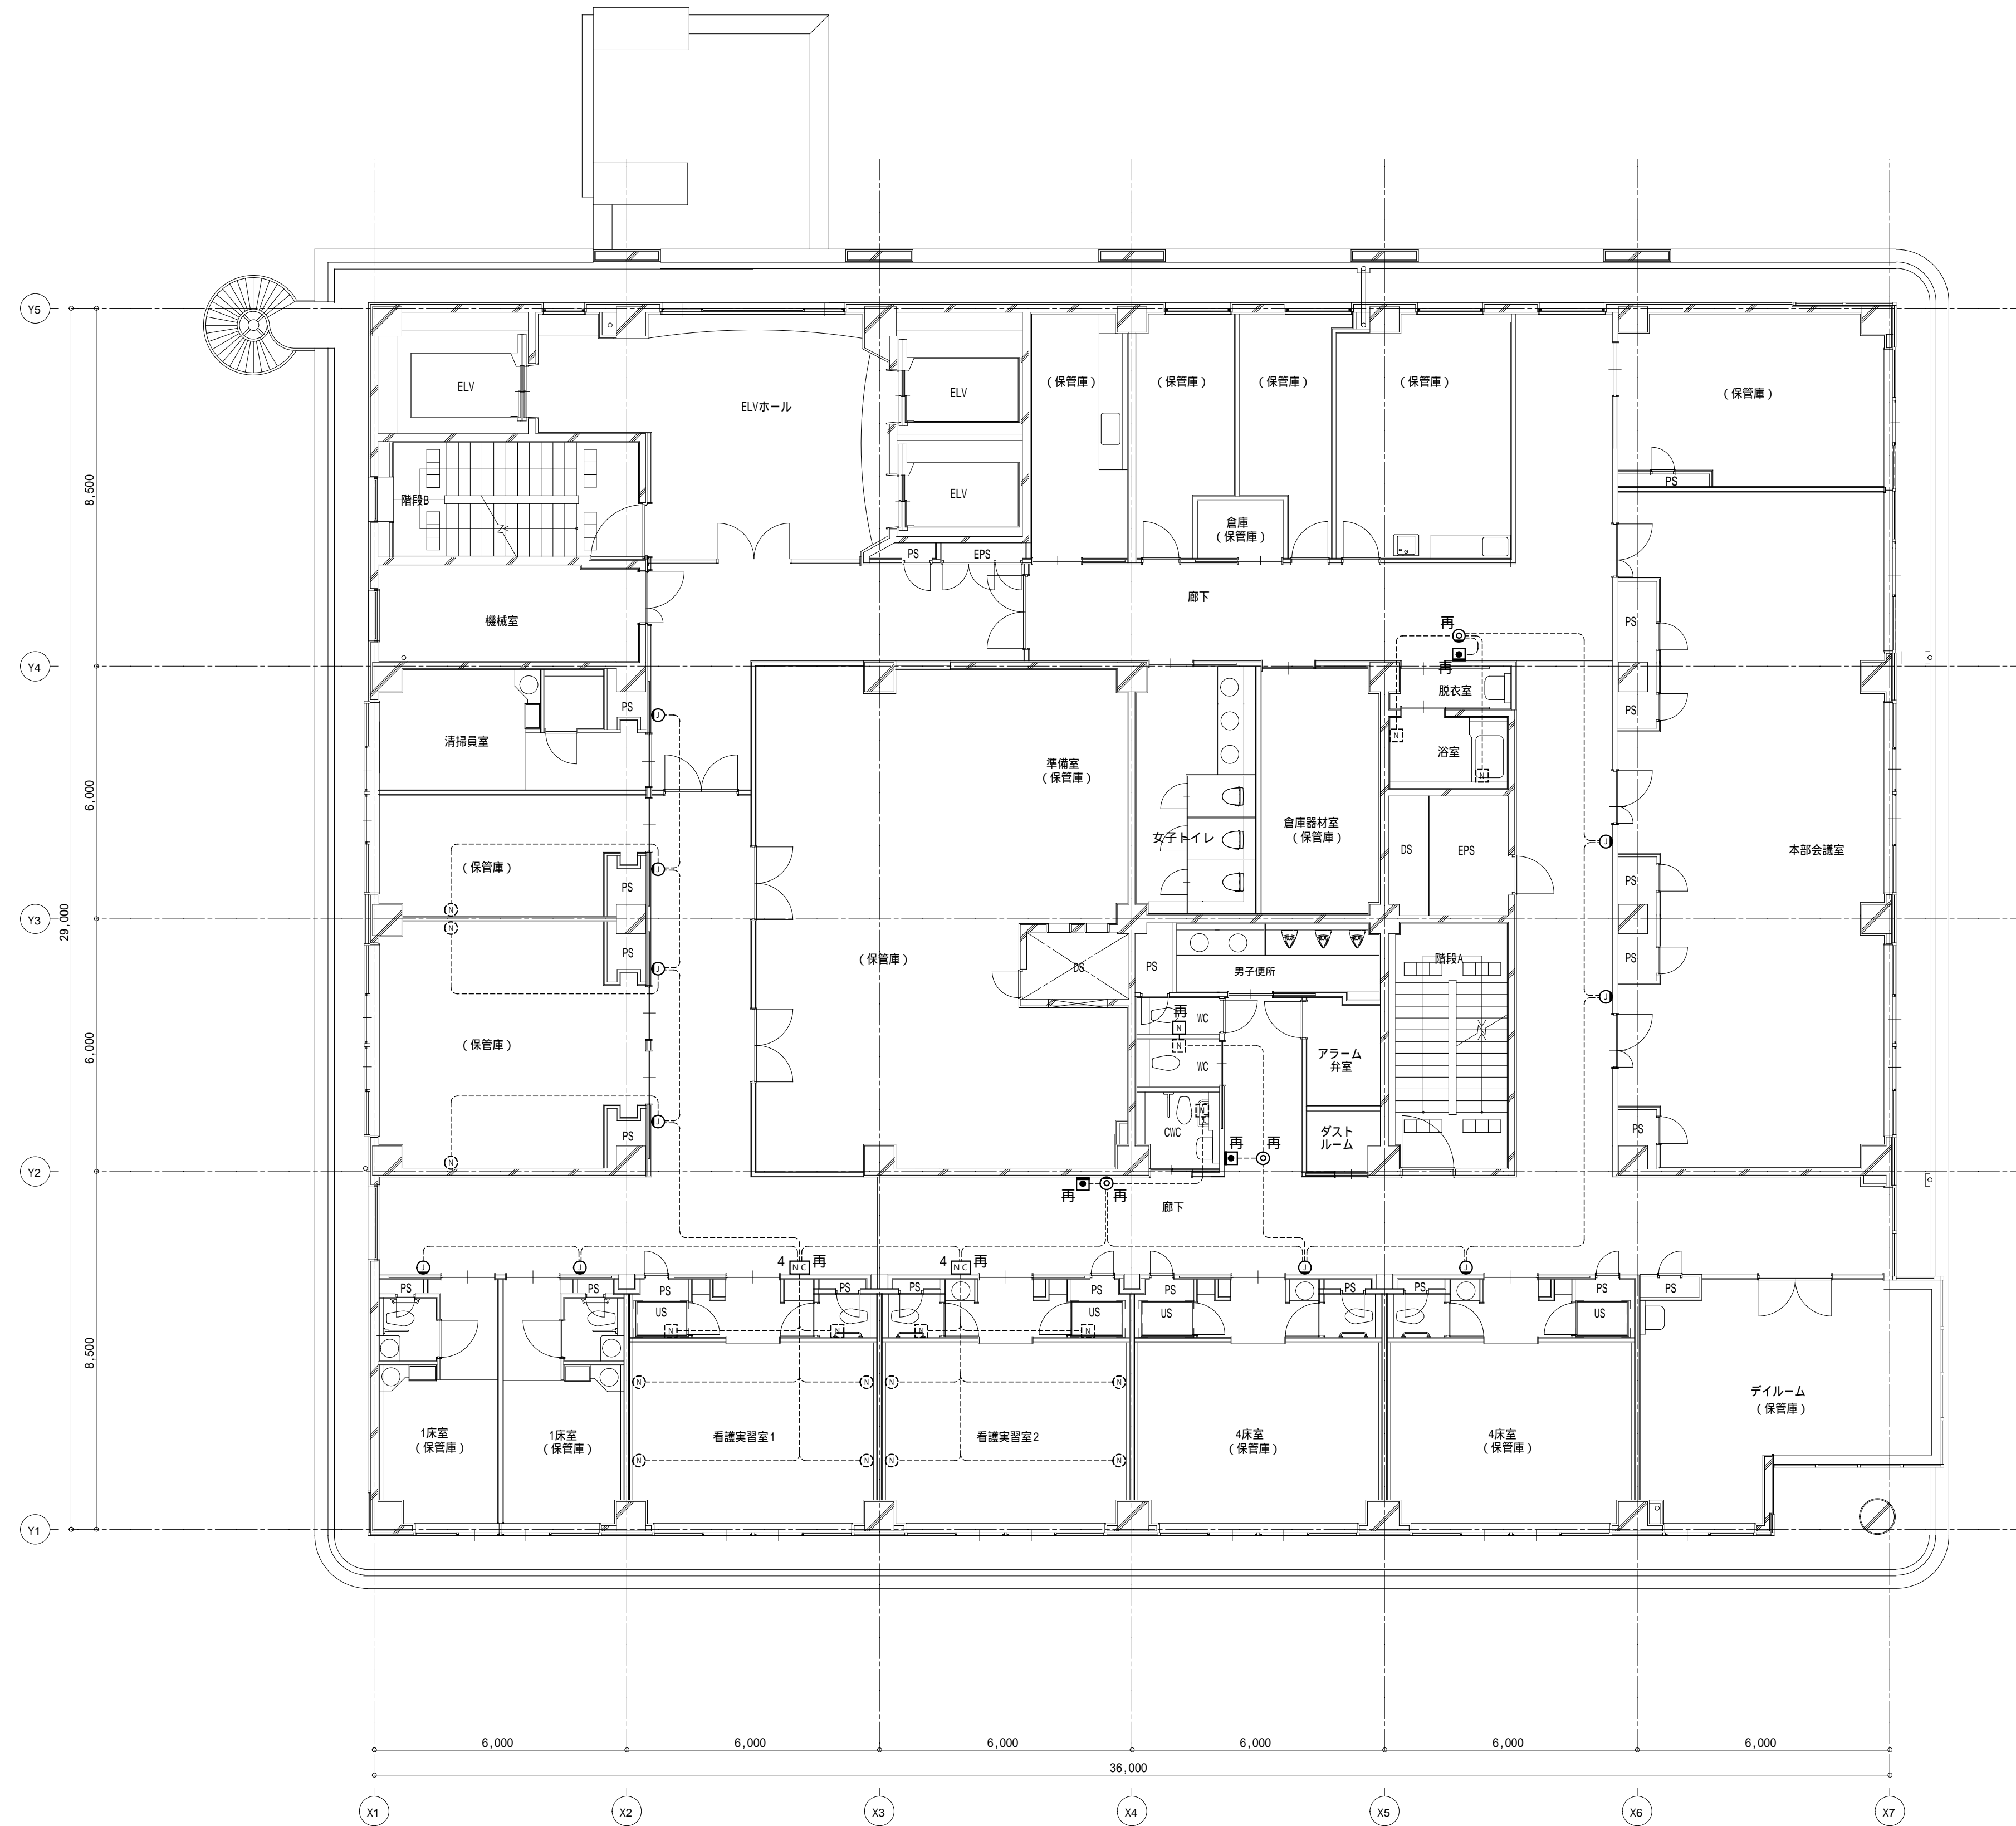 Y5
Y4
Y3
Y2
Y1
8,500
6,000
6,000
8,500
29,000
ELV
ELVホール
ELV
ELV
階段B
PS
EPS
(保管庫)
(保管庫)
(保管庫)
(保管庫)
(保管庫)
倉庫
(保管庫)
PS
機械室
廊下
再
再
PS
PS
脱衣室
浴室
N
N
清掃員室
PS
J
準備室
(保管庫)
女子トイレ
倉庫器材室
(保管庫)
DS
EPS
J
本部会議室
(保管庫)
PS
J
N
N
PS
J
(保管庫)
(保管庫)
DS
PS
男子便所
階段A
PS
PS
J
再
N
WC
N
WC
アラーム
弁室
N
CWC
ダスト
ルーム
PS
J
N
再
再
PS
再
再
廊下
J
J
4
NC
再
4
NC
再
J
J
PS
PS
PS
PS
PS
PS
PS
PS
PS
PS
PS
US
US
US
US
N
N
N
N
N
N
N
N
N
N
N
N
1床室
(保管庫)
1床室
(保管庫)
看護実習室1
看護実習室2
4床室
(保管庫)
4床室
(保管庫)
デイルーム
(保管庫)
6,000
6,000
6,000
6,000
6,000
6,000
36,000
X1
X2
X3
X4
X5
X6
X7